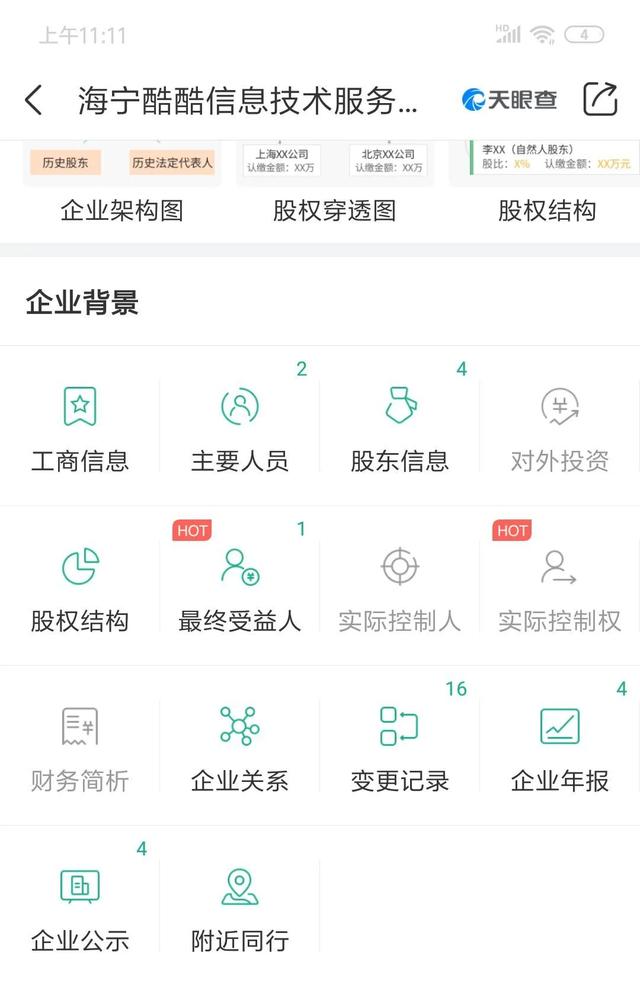 上午11:11
HD
4
海宁酷酷信息技术服务...
天眼查
历史股东
历史法定代表人
上海XX公司
认缴金额：XX万
北京XX公司
认缴金额：XX万
李XX（自然人股东）
股比：X%
认缴金额：XX万元
企业架构图
股权穿透图
股权结构
企业背景
2
4
工商信息
主要人员
股东信息
对外投资
HOT
1
HOT
股权结构
最终受益人
实际控制人
实际控制权
16
4
财务简析
企业关系
变更记录
企业年报
4
企业公示
附近同行